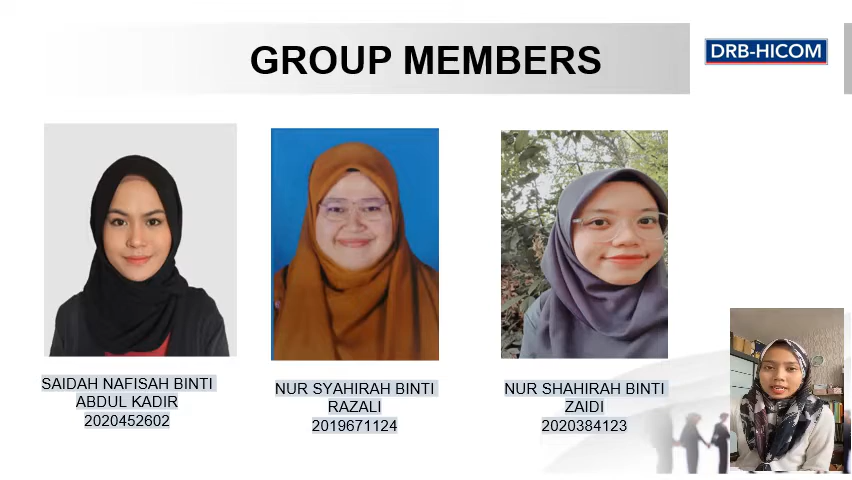 GROUP MEMBERS
DRB-HICOM
SAIDAH NAFISAH BINTI
ABDUL KADIR
2020452602
NUR SYAHIRAH BINTI
RAZALI
2019671124
NUR SHAHIRAH BINTI
ZAIDI
2020384123